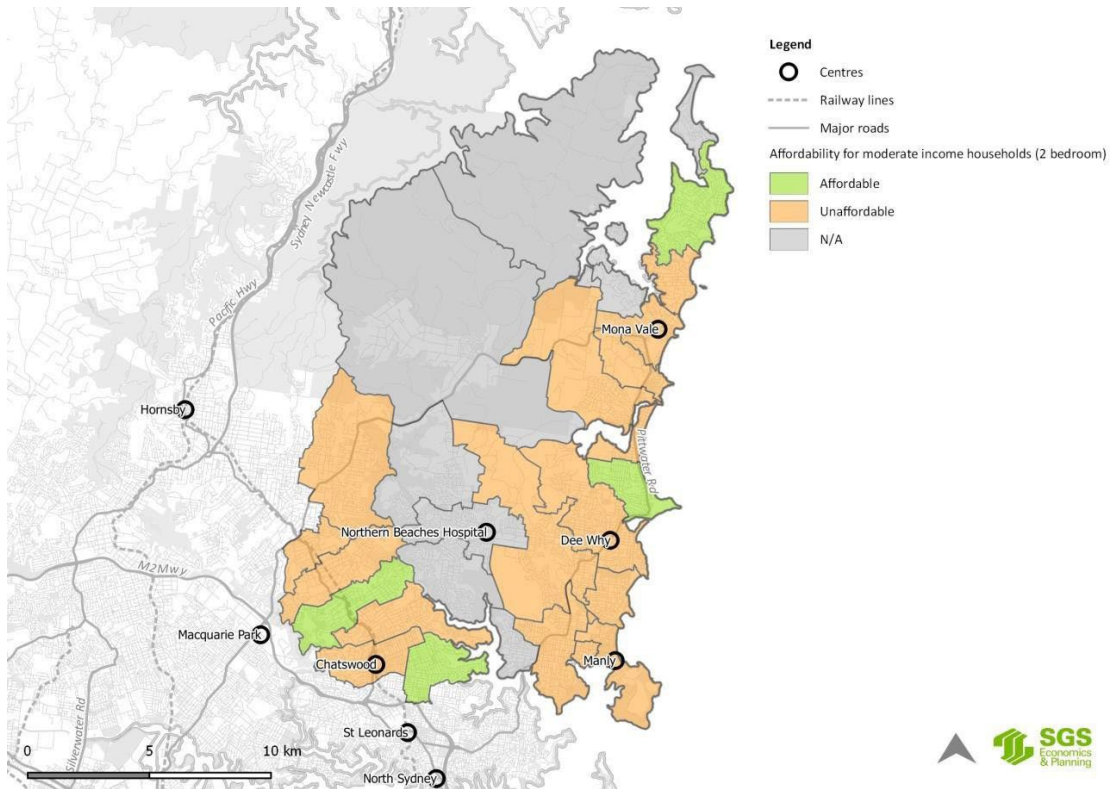 Legend
Centres
Railway lines
Major roads
Affordability for moderate income households (2 bedroom)
Affordable
Unaffordable
N/A
Sydney Newcastle Fwy
Pacific Hwy
Mona Vale
Hornsby
Pittwater Rd
Northern Beaches Hospital
Dee Why
M2Mwy
Macquarie Park
Chatswood
Manly
St Leonards
Silverwater Rd
North Sydney
0 5 10 km
SGS
Economics
& Planning